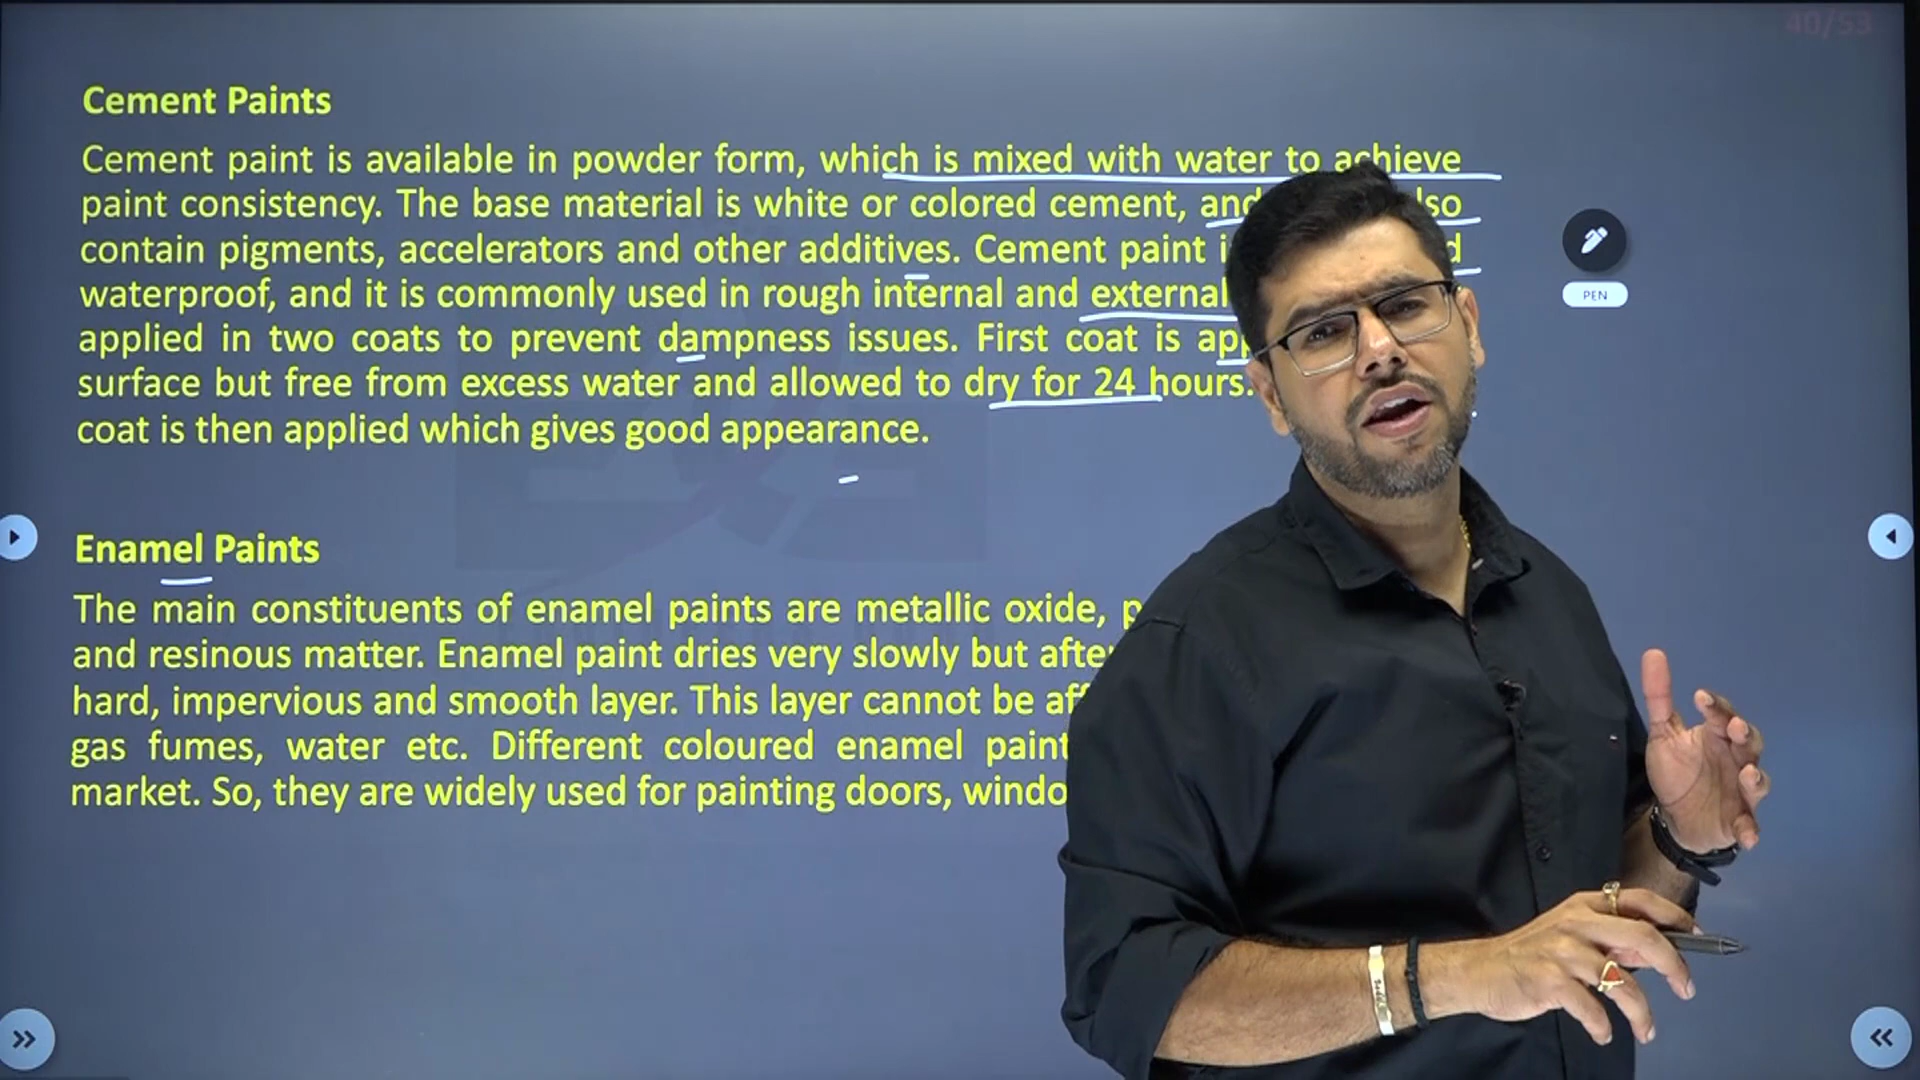 40/53
Cement Paints
Cement paint is available in powder form, which is mixed with water to achieve
paint consistency. The base material is white or colored cement, and
contain pigments, accelerators and other additives. Cement paint
waterproof, and it is commonly used in rough internal and external
applied in two coats to prevent dampness issues. First coat is
surface but free from excess water and allowed to dry for 24 hours.
coat is then applied which gives good appearance.
PEN
Enamel Paints
The main constituents of enamel paints are metallic oxide,
and resinous matter. Enamel paint dries very slowly but
hard, impervious and smooth layer. This layer cannot be
gas fumes, water etc. Different coloured enamel
market. So, they are widely used for painting doors,